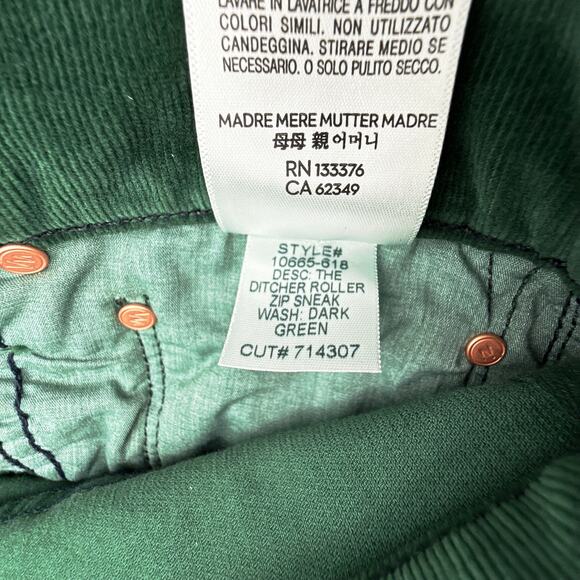 LAVARE IN LAVATRICE A FREDDO CON
COLORI SIMILI. NON UTILIZZATO
CANDEGGINA. STIRARE MEDIO SE
NECESSARIO. O SOLO PULITO SECCO.
MADRE MERE MUTTER MADRE
母母 親 어머니
RN 133376
CA 62349
STYLE#
10665-618
DESC: THE
DITCHER ROLLER
ZIP SNEAK
WASH: DARK
GREEN
CUT# 714307